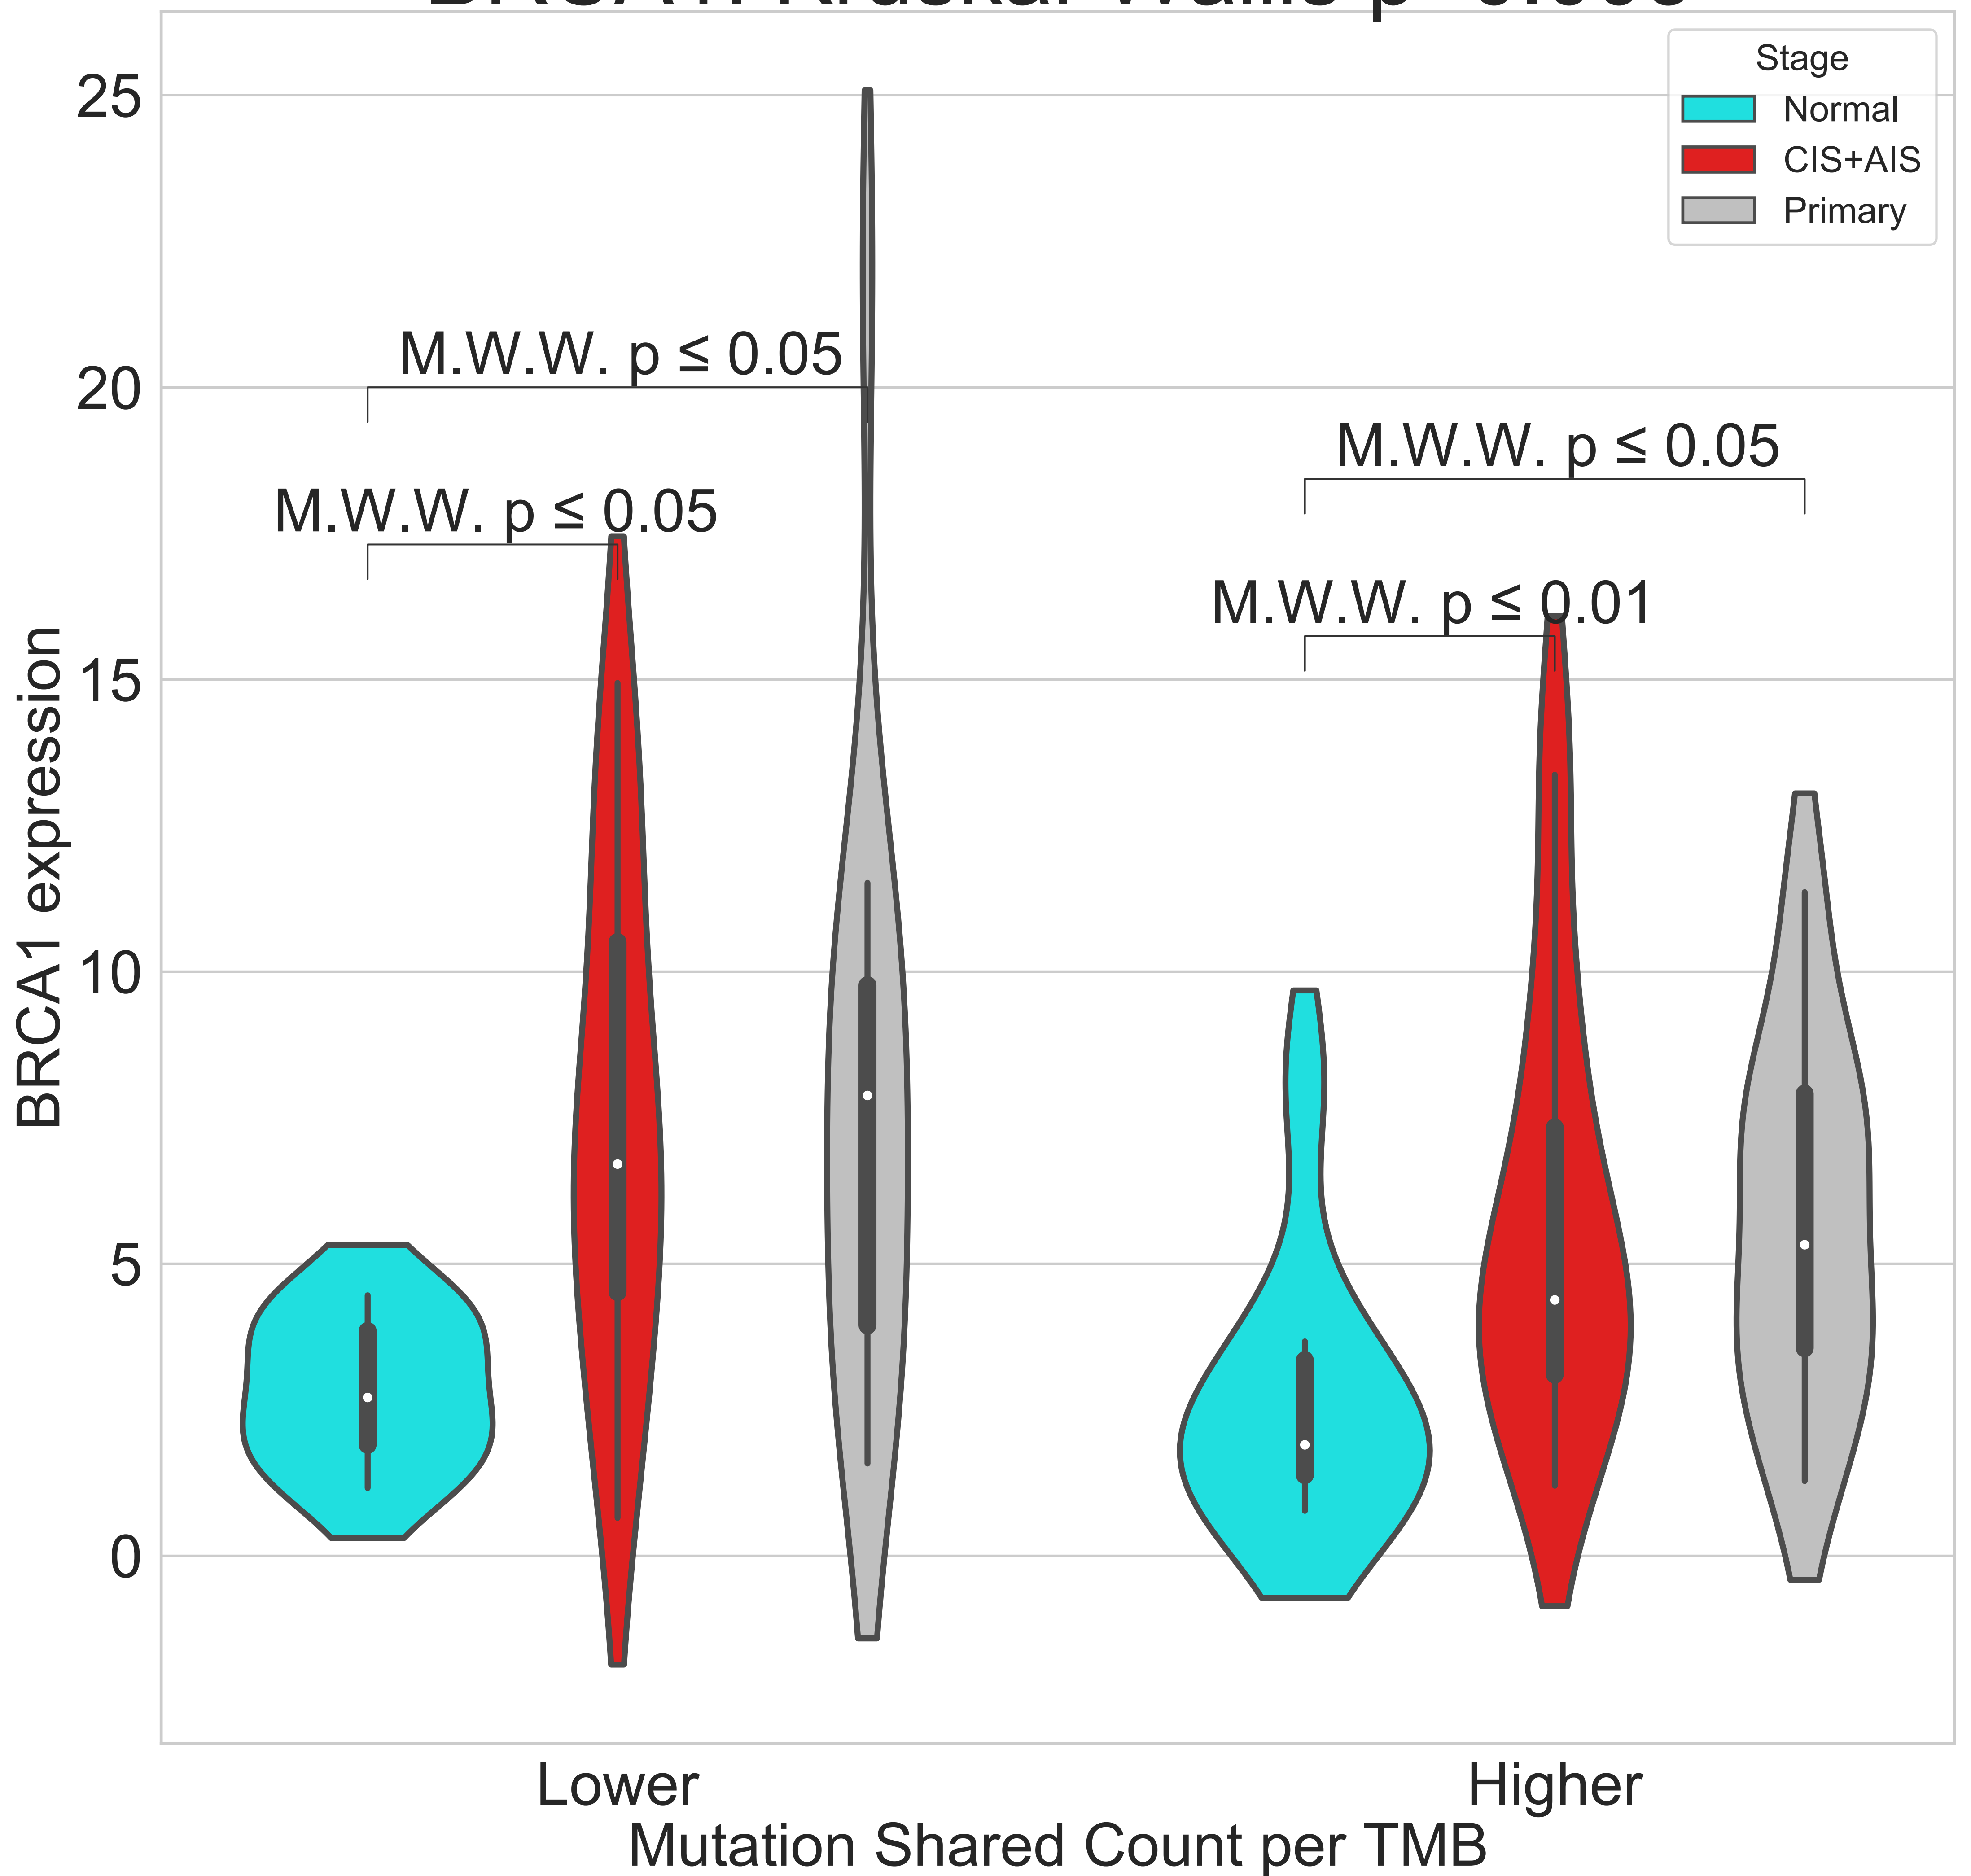 Stage
Normal
CIS+AIS
Primary
25
20
15
10
5
0
BRCA1 expression
M.W.W. p ≤ 0.05
M.W.W. p ≤ 0.05
M.W.W. p ≤ 0.05
M.W.W. p ≤ 0.01
Lower
Higher
Mutation Shared Count per TMB